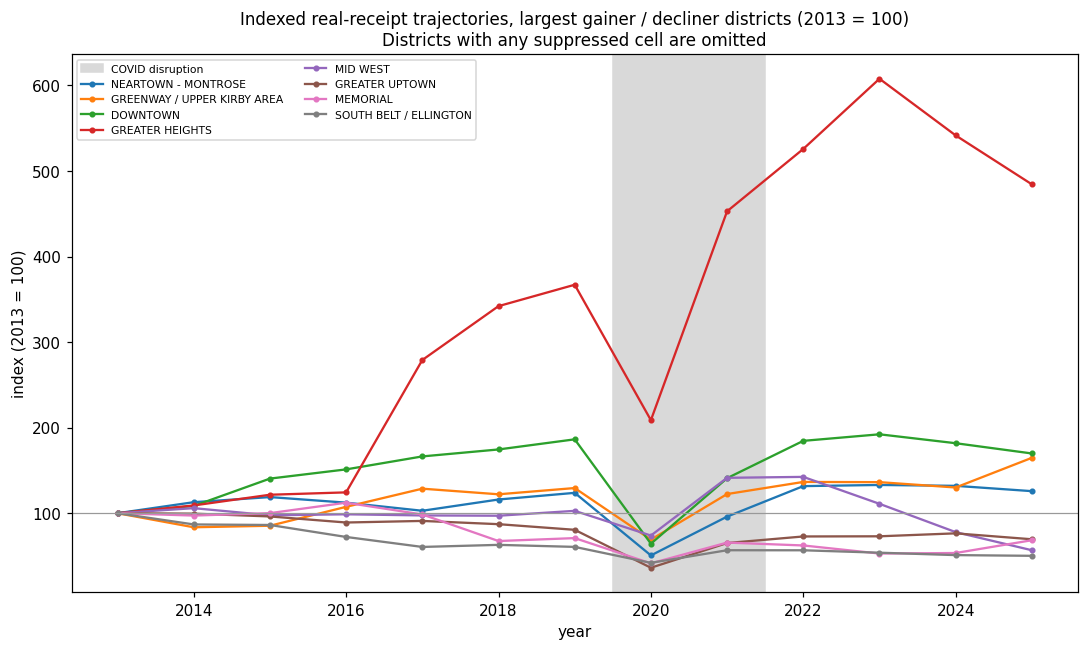 Indexed real-receipt trajectories, largest gainer / decliner districts (2013 = 100)
Districts with any suppressed cell are omitted
COVID disruption
NEARTOWN - MONTROSE
GREENWAY / UPPER KIRBY AREA
DOWNTOWN
GREATER HEIGHTS
MID WEST
GREATER UPTOWN
MEMORIAL
SOUTH BELT / ELLINGTON
index (2013 = 100)
600
500
400
300
200
100
2014
2016
2018
2020
2022
2024
year